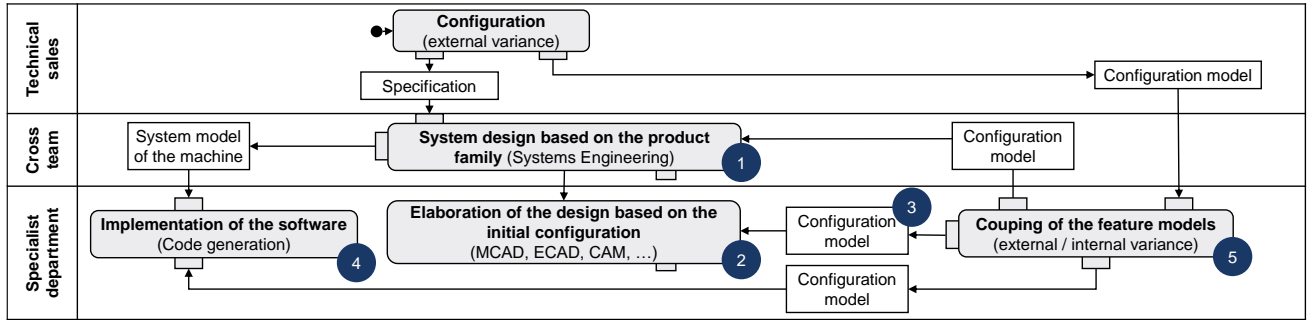 Technical
sales
Configuration
(external variance)
Specification
Configuration model
Cross
team
System model
of the machine
System design based on the product
family (Systems Engineering)
1
Configuration
model
Specialist
department
Implementation of the software
(Code generation)
4
Elaboration of the design based on the
initial configuration
(MCAD, ECAD, CAM, …)
2
3
Configuration
model
Configuration
model
Couping of the feature models
(external / internal variance)
5